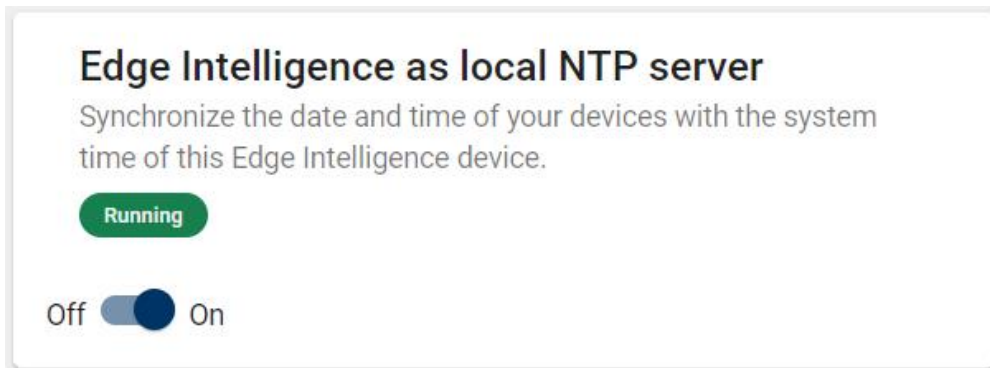 Edge Intelligence as local NTP server
Synchronize the date and time of your devices with the system
time of this Edge Intelligence device.
Running
Off On